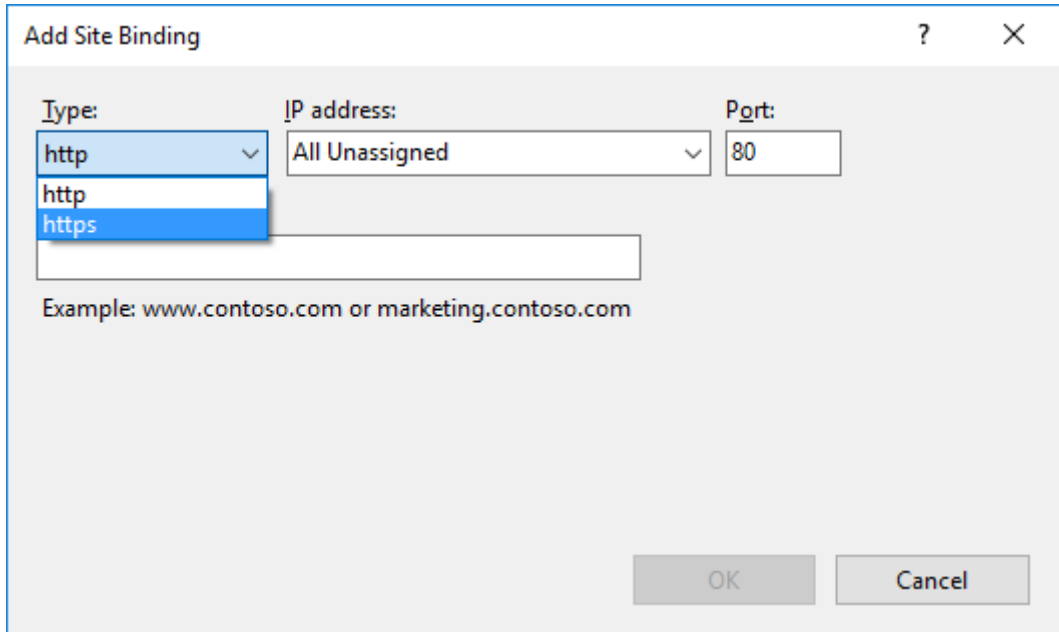 Add Site Binding ?
Type: IP address: Port:
http All Unassigned 80
http
https
Example: www.contoso.com or marketing.contoso.com
OK Cancel